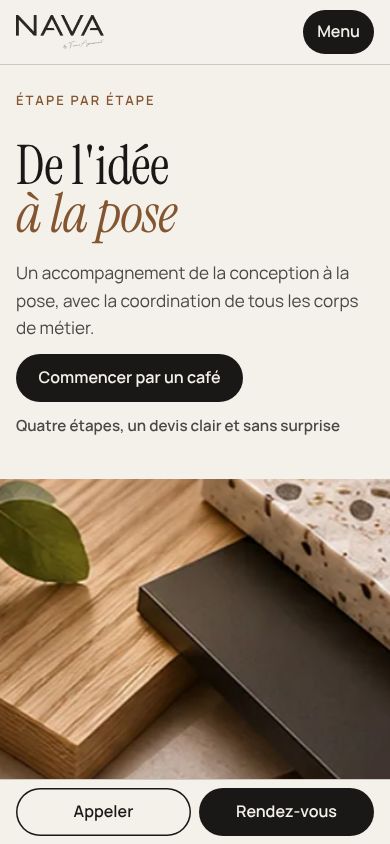 NAVA
Menu
ÉTAPE PAR ÉTAPE
De l'idée
à la pose
Un accompagnement de la conception à la
pose, avec la coordination de tous les corps
de métier.
Commencer par un café
Quatre étapes, un devis clair et sans surprise
Appeler
Rendez-vous